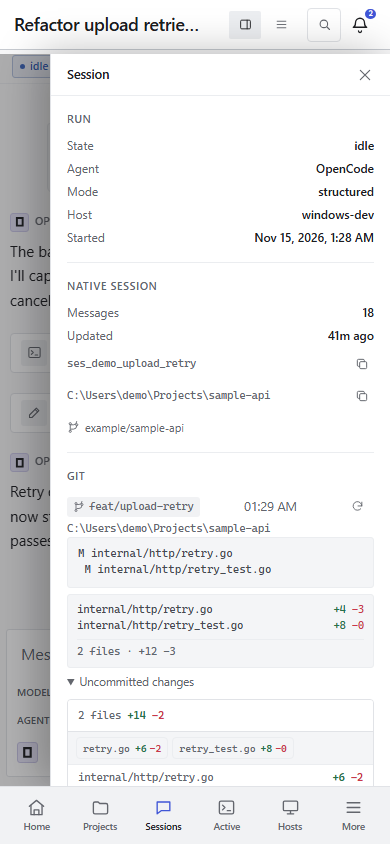 Refactor upload retrie...
2
idle
Session
RUN
State idle
Agent OpenCode
Mode structured
Host windows-dev
Started Nov 15, 2026, 1:28 AM
NATIVE SESSION
Messages 18
Updated 41m ago
ses_demo_upload_retry
C:\Users\demo\Projects\sample-api
example/sample-api
GIT
feat/upload-retry 01:29 AM
C:\Users\demo\Projects\sample-api
M internal/http/retry.go
M internal/http/retry_test.go
internal/http/retry.go +4 −3
internal/http/retry_test.go +8 −0
2 files · +12 −3
Uncommitted changes
2 files +14 −2
retry.go +6 −2 retry_test.go +8 −0
internal/http/retry.go +6 −2
OP
The ba
I'll cap
cancel
OP
Retry
now st
passes
Mes
MODEL
AGENT
Home Projects Sessions Active Hosts More